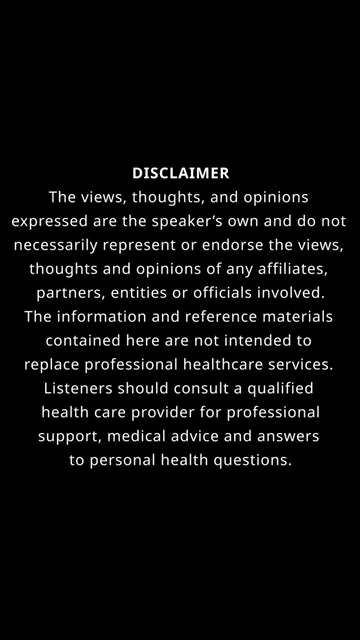 DISCLAIMER
The views, thoughts, and opinions
expressed are the speaker's own and do not
necessarily represent or endorse the views,
thoughts and opinions of any affiliates,
partners, entities or officials involved.
The information and reference materials
contained here are not intended to
replace professional healthcare services.
Listeners should consult a qualified
health care provider for professional
support, medical advice and answers
to personal health questions.